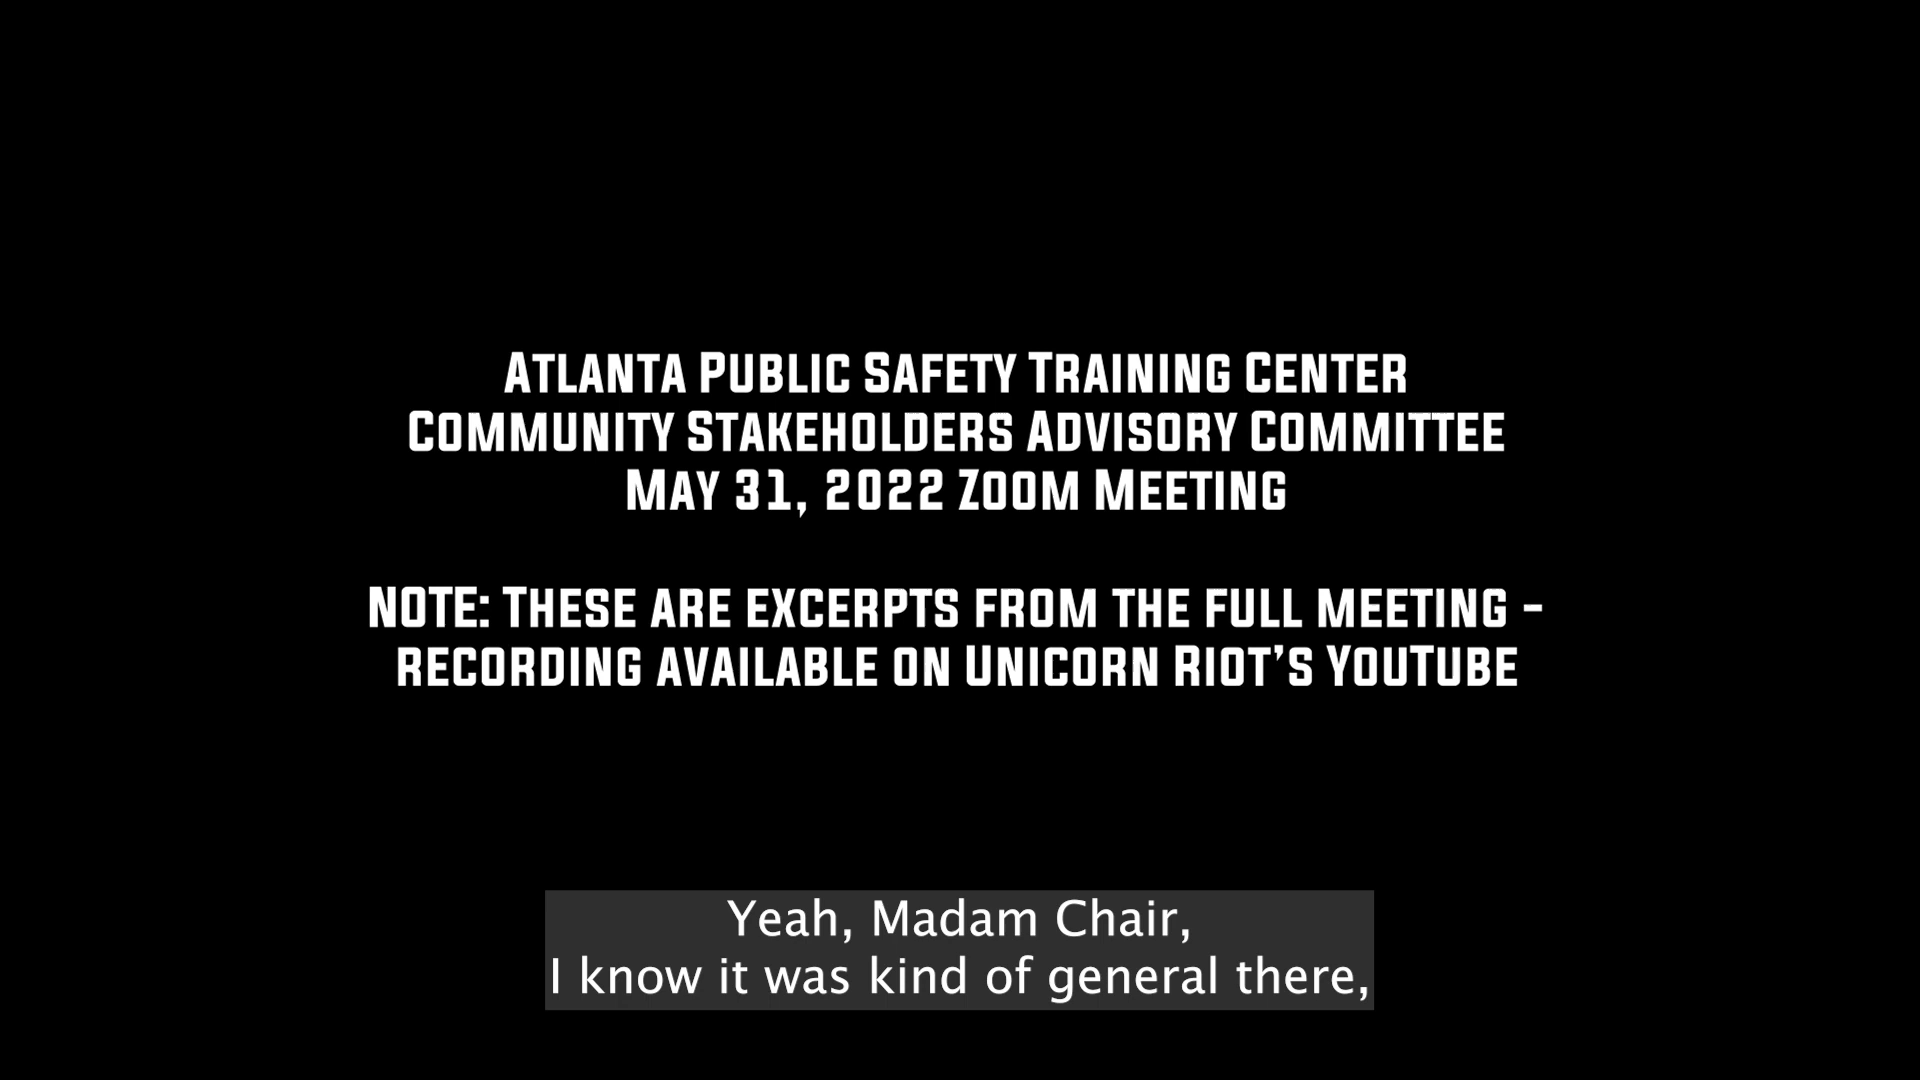 Atlanta Public Safety Training Center
Community Stakeholders Advisory Committee
May 31, 2022 Zoom Meeting
NOTE: These are excerpts from the full meeting -
recording available on Unicorn Riot's YouTube
Yeah, Madam Chair,
I know it was kind of general there,